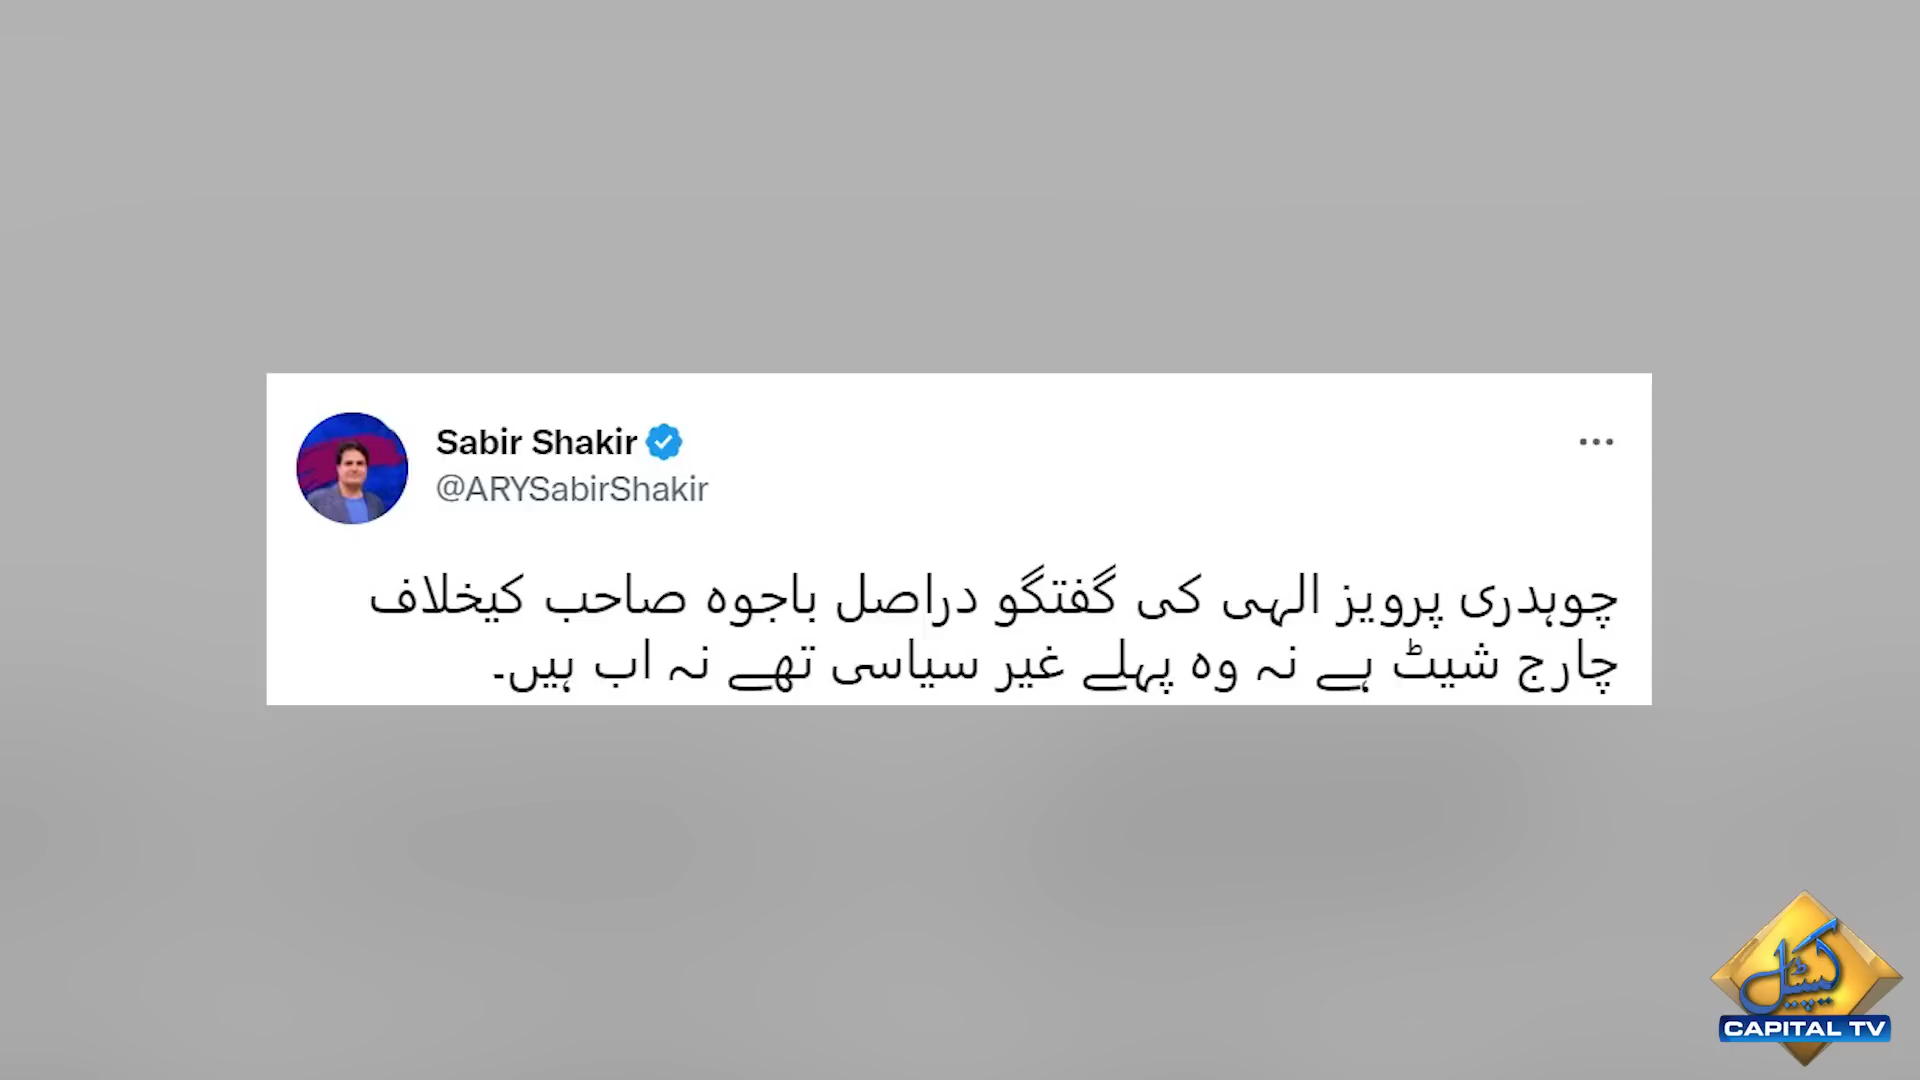 Sabir Shakir
@ARYSabirShakir
چوہدری پرویز الہی کی گفتگو دراصل باجوہ صاحب کیخلاف
چارج شیٹ ہے نہ وہ پہلے غیر سیاسی تھے نہ اب ہیں۔
کیپیٹل
CAPITAL TV